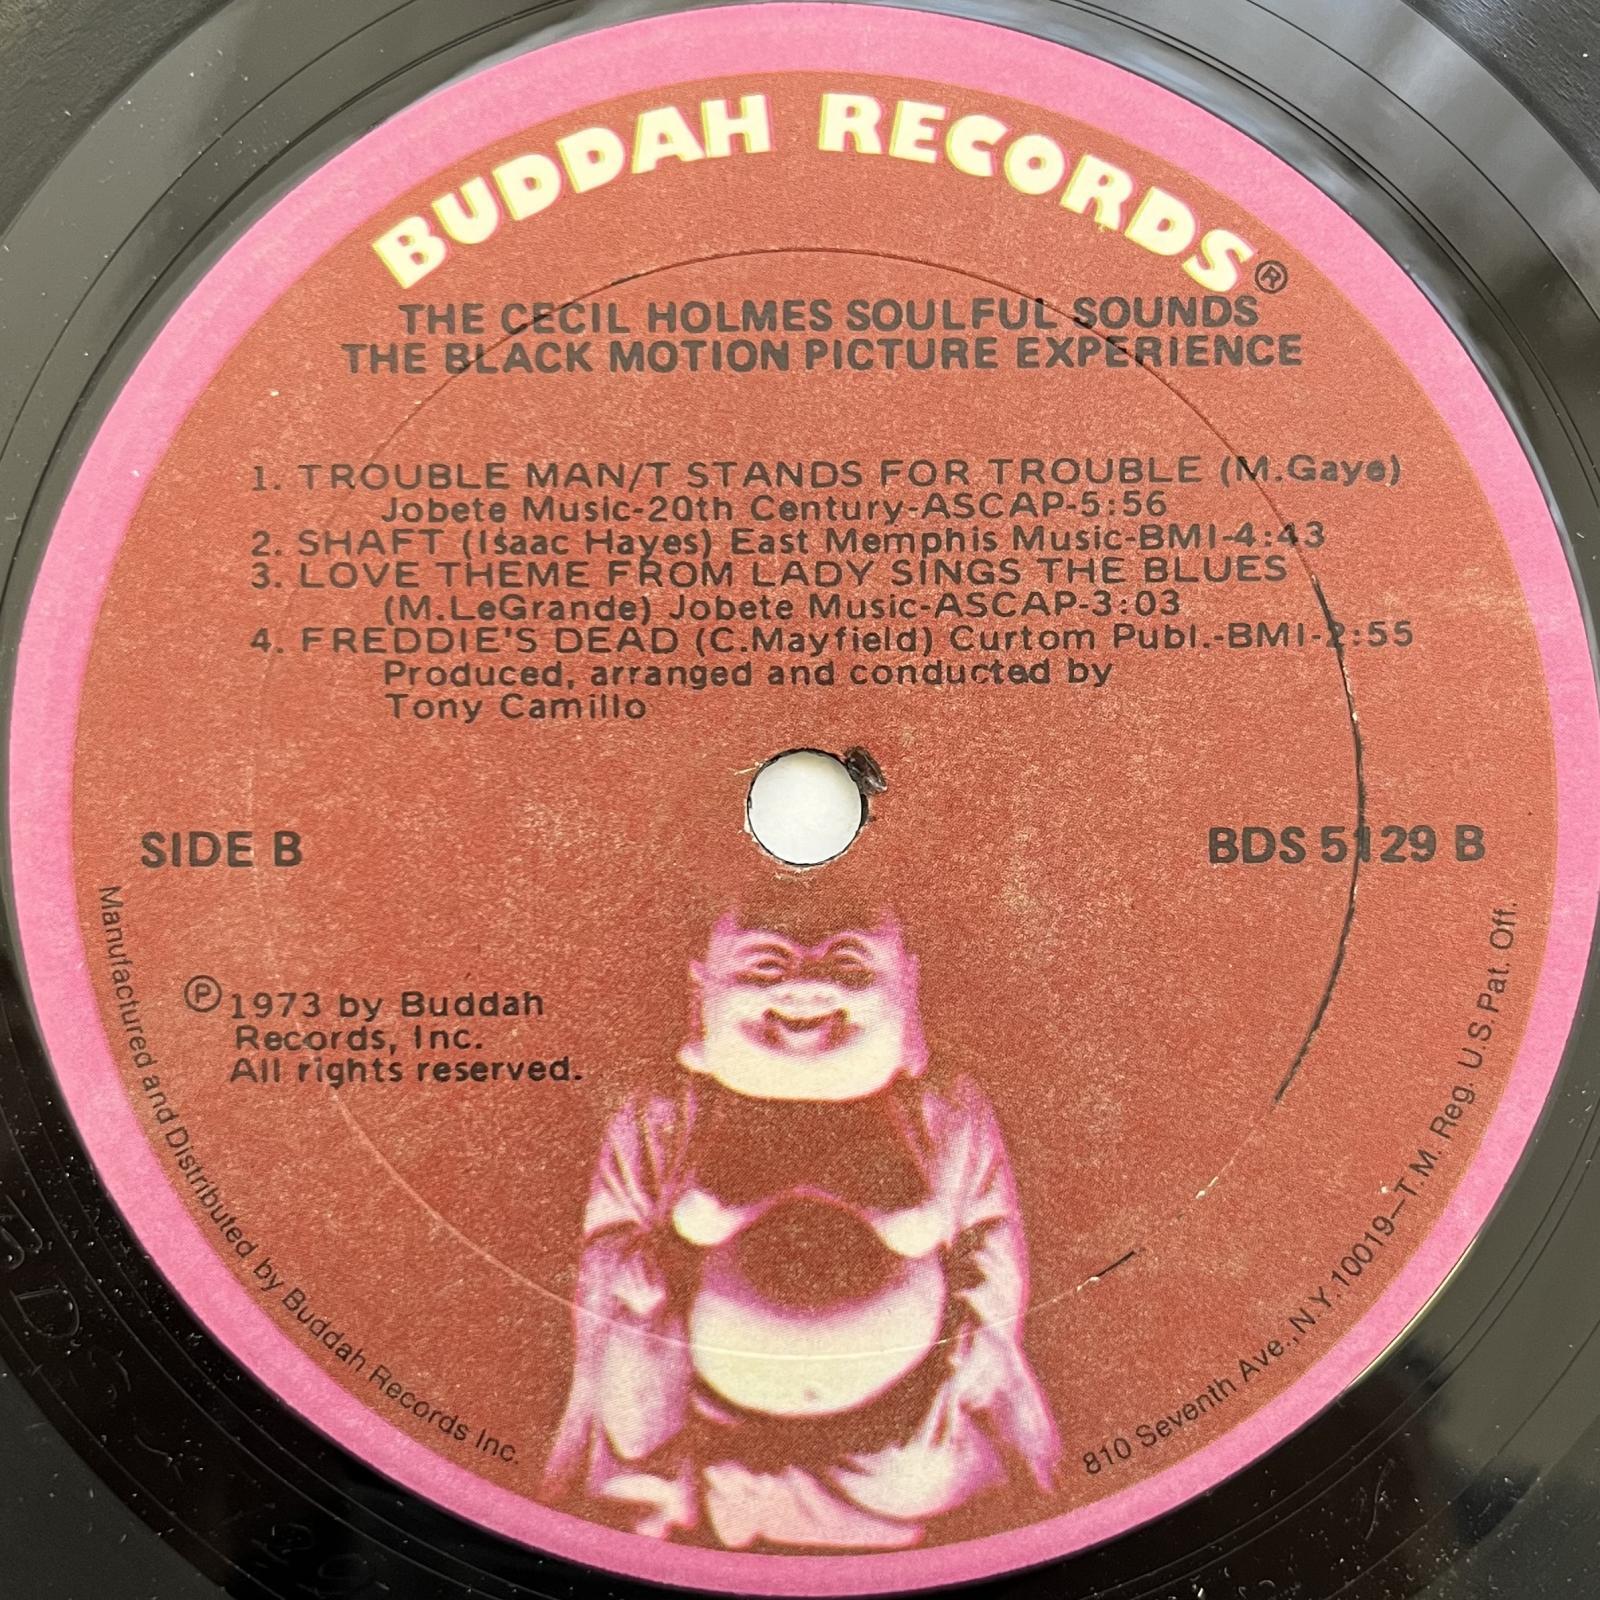 BUDDAH RECORDS®
THE CECIL HOLMES SOULFUL SOUNDS
THE BLACK MOTION PICTURE EXPERIENCE
1. TROUBLE MAN/T STANDS FOR TROUBLE (M.Gaye)
Jobete Music-20th Century-ASCAP-5:56
2. SHAFT (Isaac Hayes) East Memphis Music-BMI-4:43
3. LOVE THEME FROM LADY SINGS THE BLUES
(M.LeGrande) Jobete Music-ASCAP-3:03
4. FREDDIE'S DEAD (C.Mayfield) Curtom Publ.-BMI-2:55
Produced, arranged and conducted by
Tony Camillo
SIDE B
BDS 5129 B
℗1973 by Buddah
Records, Inc.
All rights reserved.
Manufactured and Distributed by Buddah Records Inc.
810 Seventh Ave., N.Y. 10019—T.M. Reg. U.S. Pat. Off.